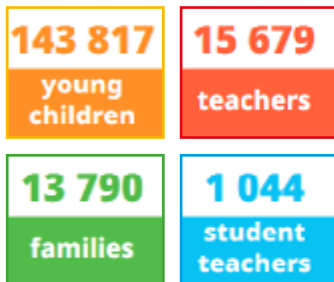 143 817
young
children
15 679
teachers
13 790
families
1 044
student
teachers